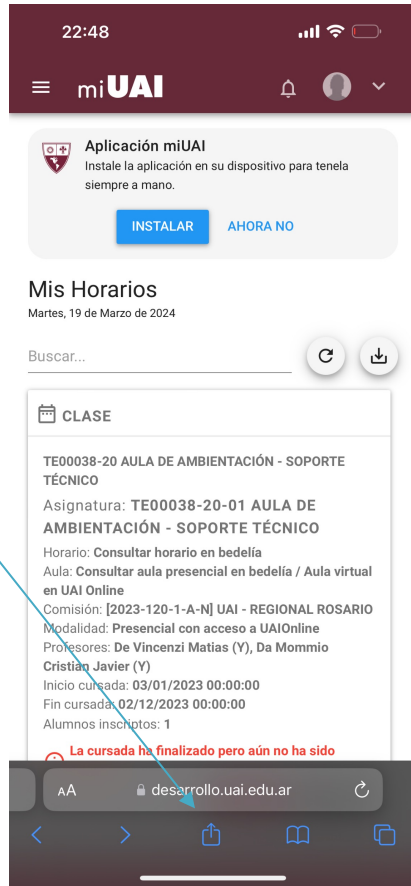 22:48
miUAI
Aplicación miUAI
Instale la aplicación en su dispositivo para tenela
siempre a mano.
INSTALAR AHORA NO
Mis Horarios
Martes, 19 de Marzo de 2024
Buscar...
CLASE
TE00038-20 AULA DE AMBIENTACIÓN - SOPORTE
TÉCNICO
Asignatura: TE00038-20-01 AULA DE
AMBIENTACIÓN - SOPORTE TÉCNICO
Horario: Consultar horario en bedelía
Aula: Consultar aula presencial en bedelía / Aula virtual
en UAI Online
Comisión: [2023-120-1-A-N] UAI - REGIONAL ROSARIO
Modalidad: Presencial con acceso a UAIOnline
Profesores: De Vincenzi Matias (Y), Da Mommio
Cristian Javier (Y)
Inicio cursada: 03/01/2023 00:00:00
Fin cursada: 02/12/2023 00:00:00
Alumnos inscriptos: 1
La cursada ha finalizado pero aún no ha sido
AA desarrollo.uai.edu.ar